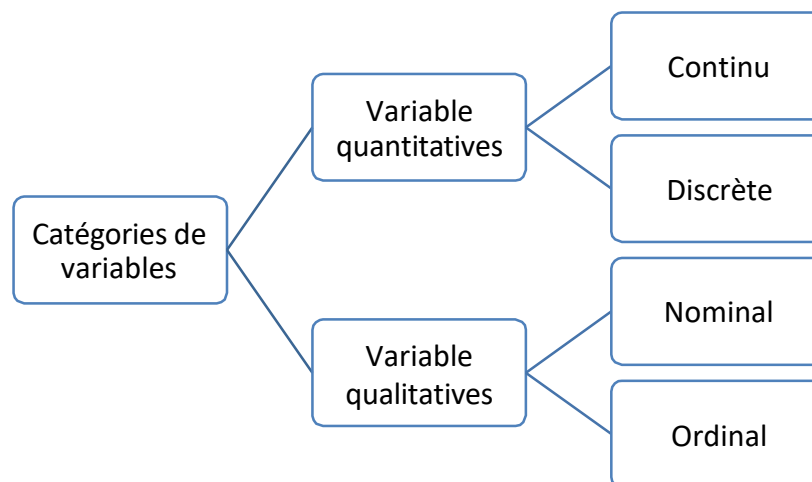 Catégories de
variables
Variable
quantitatives
Continu
Discrète
Variable
qualitatives
Nominal
Ordinal